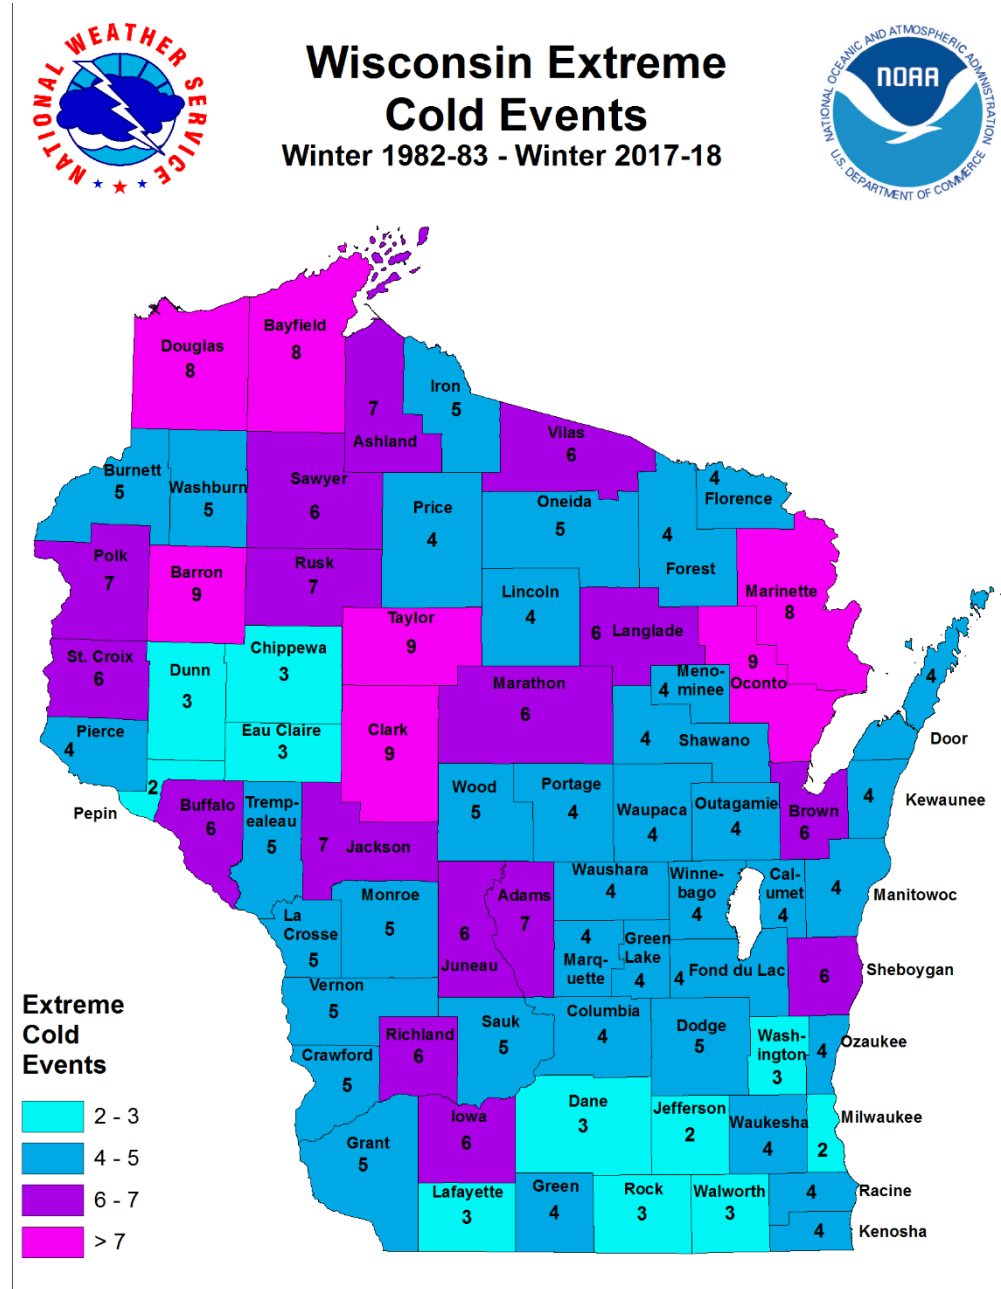 NATIONAL WEATHER SERVICE
Wisconsin Extreme
Cold Events
Winter 1982-83 - Winter 2017-18
NATIONAL OCEANIC AND ATMOSPHERIC ADMINISTRATION
NOAA
U.S. DEPARTMENT OF COMMERCE
Douglas
8
Bayfield
8
7
Ashland
Iron
5
Vilas
6
Burnett
5
Washburn
5
Sawyer
6
Price
4
Oneida
5
4
Forest
4
Florence
Polk
7
Barron
9
Rusk
7
Lincoln
4
Marinette
8
Taylor
9
6 Langlade
9
Oconto
St. Croix
6
Dunn
3
Chippewa
3
Marathon
6
Meno-
4 minee
4
Door
Pierce
4
Eau Claire
3
Clark
9
4 Shawano
2
Pepin
Buffalo
6
Tremp-
ealeau
5
7 Jackson
Wood
5
Portage
4
Waupaca
4
Outagamie
4
Brown
6
4
Kewaunee
Monroe
5
Adams
7
Waushara
4
Winne-
bago
4
Cal-
umet
4
4
Manitowoc
La
Crosse
5
6
Juneau
4
Marq-
uette
Green
Lake
4
4 Fond du Lac
6
Sheboygan
Vernon
5
Richland
6
Sauk
5
Columbia
4
Dodge
5
Wash-
ington
3
4
Ozaukee
Crawford
5
Grant
5
Iowa
6
Dane
3
Jefferson
2
Waukesha
4
2
Milwaukee
Lafayette
3
Green
4
Rock
3
Walworth
3
4
Racine
4
Kenosha
Extreme
Cold
Events
2 - 3
4 - 5
6 - 7
> 7